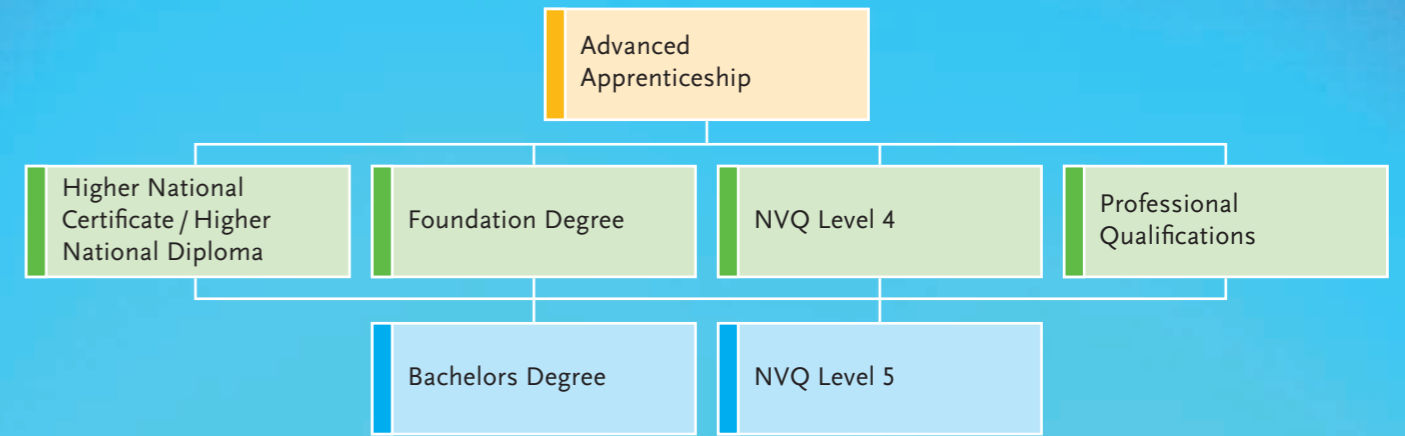 Advanced
Apprenticeship
Higher National
Certificate / Higher
National Diploma
Foundation Degree
NVQ Level 4
Professional
Qualifications
Bachelors Degree
NVQ Level 5